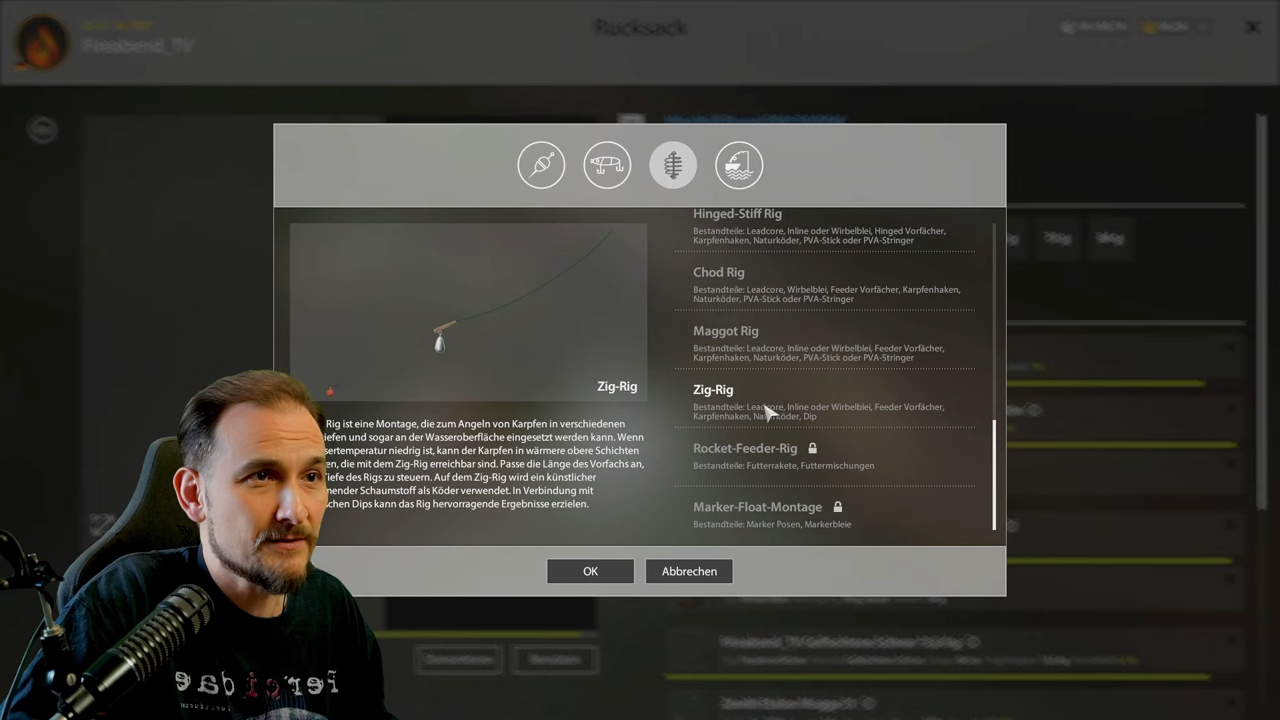 Rucksack
Fireabend_TV
Hinged-Stiff Rig
Bestandteile: Leadcore, Inline oder Wirbelblei, Hinged Vorfächer,
Karpfenhaken, Naturköder, PVA-Stick oder PVA-Stringer
Chod Rig
Bestandteile: Leadcore, Wirbelblei, Feeder Vorfächer, Karpfenhaken,
Naturköder, PVA-Stick oder PVA-Stringer
Maggot Rig
Bestandteile: Leadcore, Inline oder Wirbelblei, Feeder Vorfächer,
Karpfenhaken, Naturköder, PVA-Stick oder PVA-Stringer
Zig-Rig
Bestandteile: Leadcore, Inline oder Wirbelblei, Feeder Vorfächer,
Karpfenhaken, Naturköder, Dip
Rocket-Feeder-Rig
Bestandteile: Futterrakete, Futtermischungen
Marker-Float-Montage
Bestandteile: Marker Posen, Markerbleie
Zig-Rig
Rig ist eine Montage, die zum Angeln von Karpfen in verschiedenen
iefen und sogar an der Wasseroberfläche eingesetzt werden kann. Wenn
sertemperatur niedrig ist, kann der Karpfen in wärmere obere Schichten
en, die mit dem Zig-Rig erreichbar sind. Passe die Länge des Vorfachs an,
iefe des Rigs zu steuern. Auf dem Zig-Rig wird ein künstlicher
mender Schaumstoff als Köder verwendet. In Verbindung mit
schen Dips kann das Rig hervorragende Ergebnisse erzielen.
OK
Abbrechen